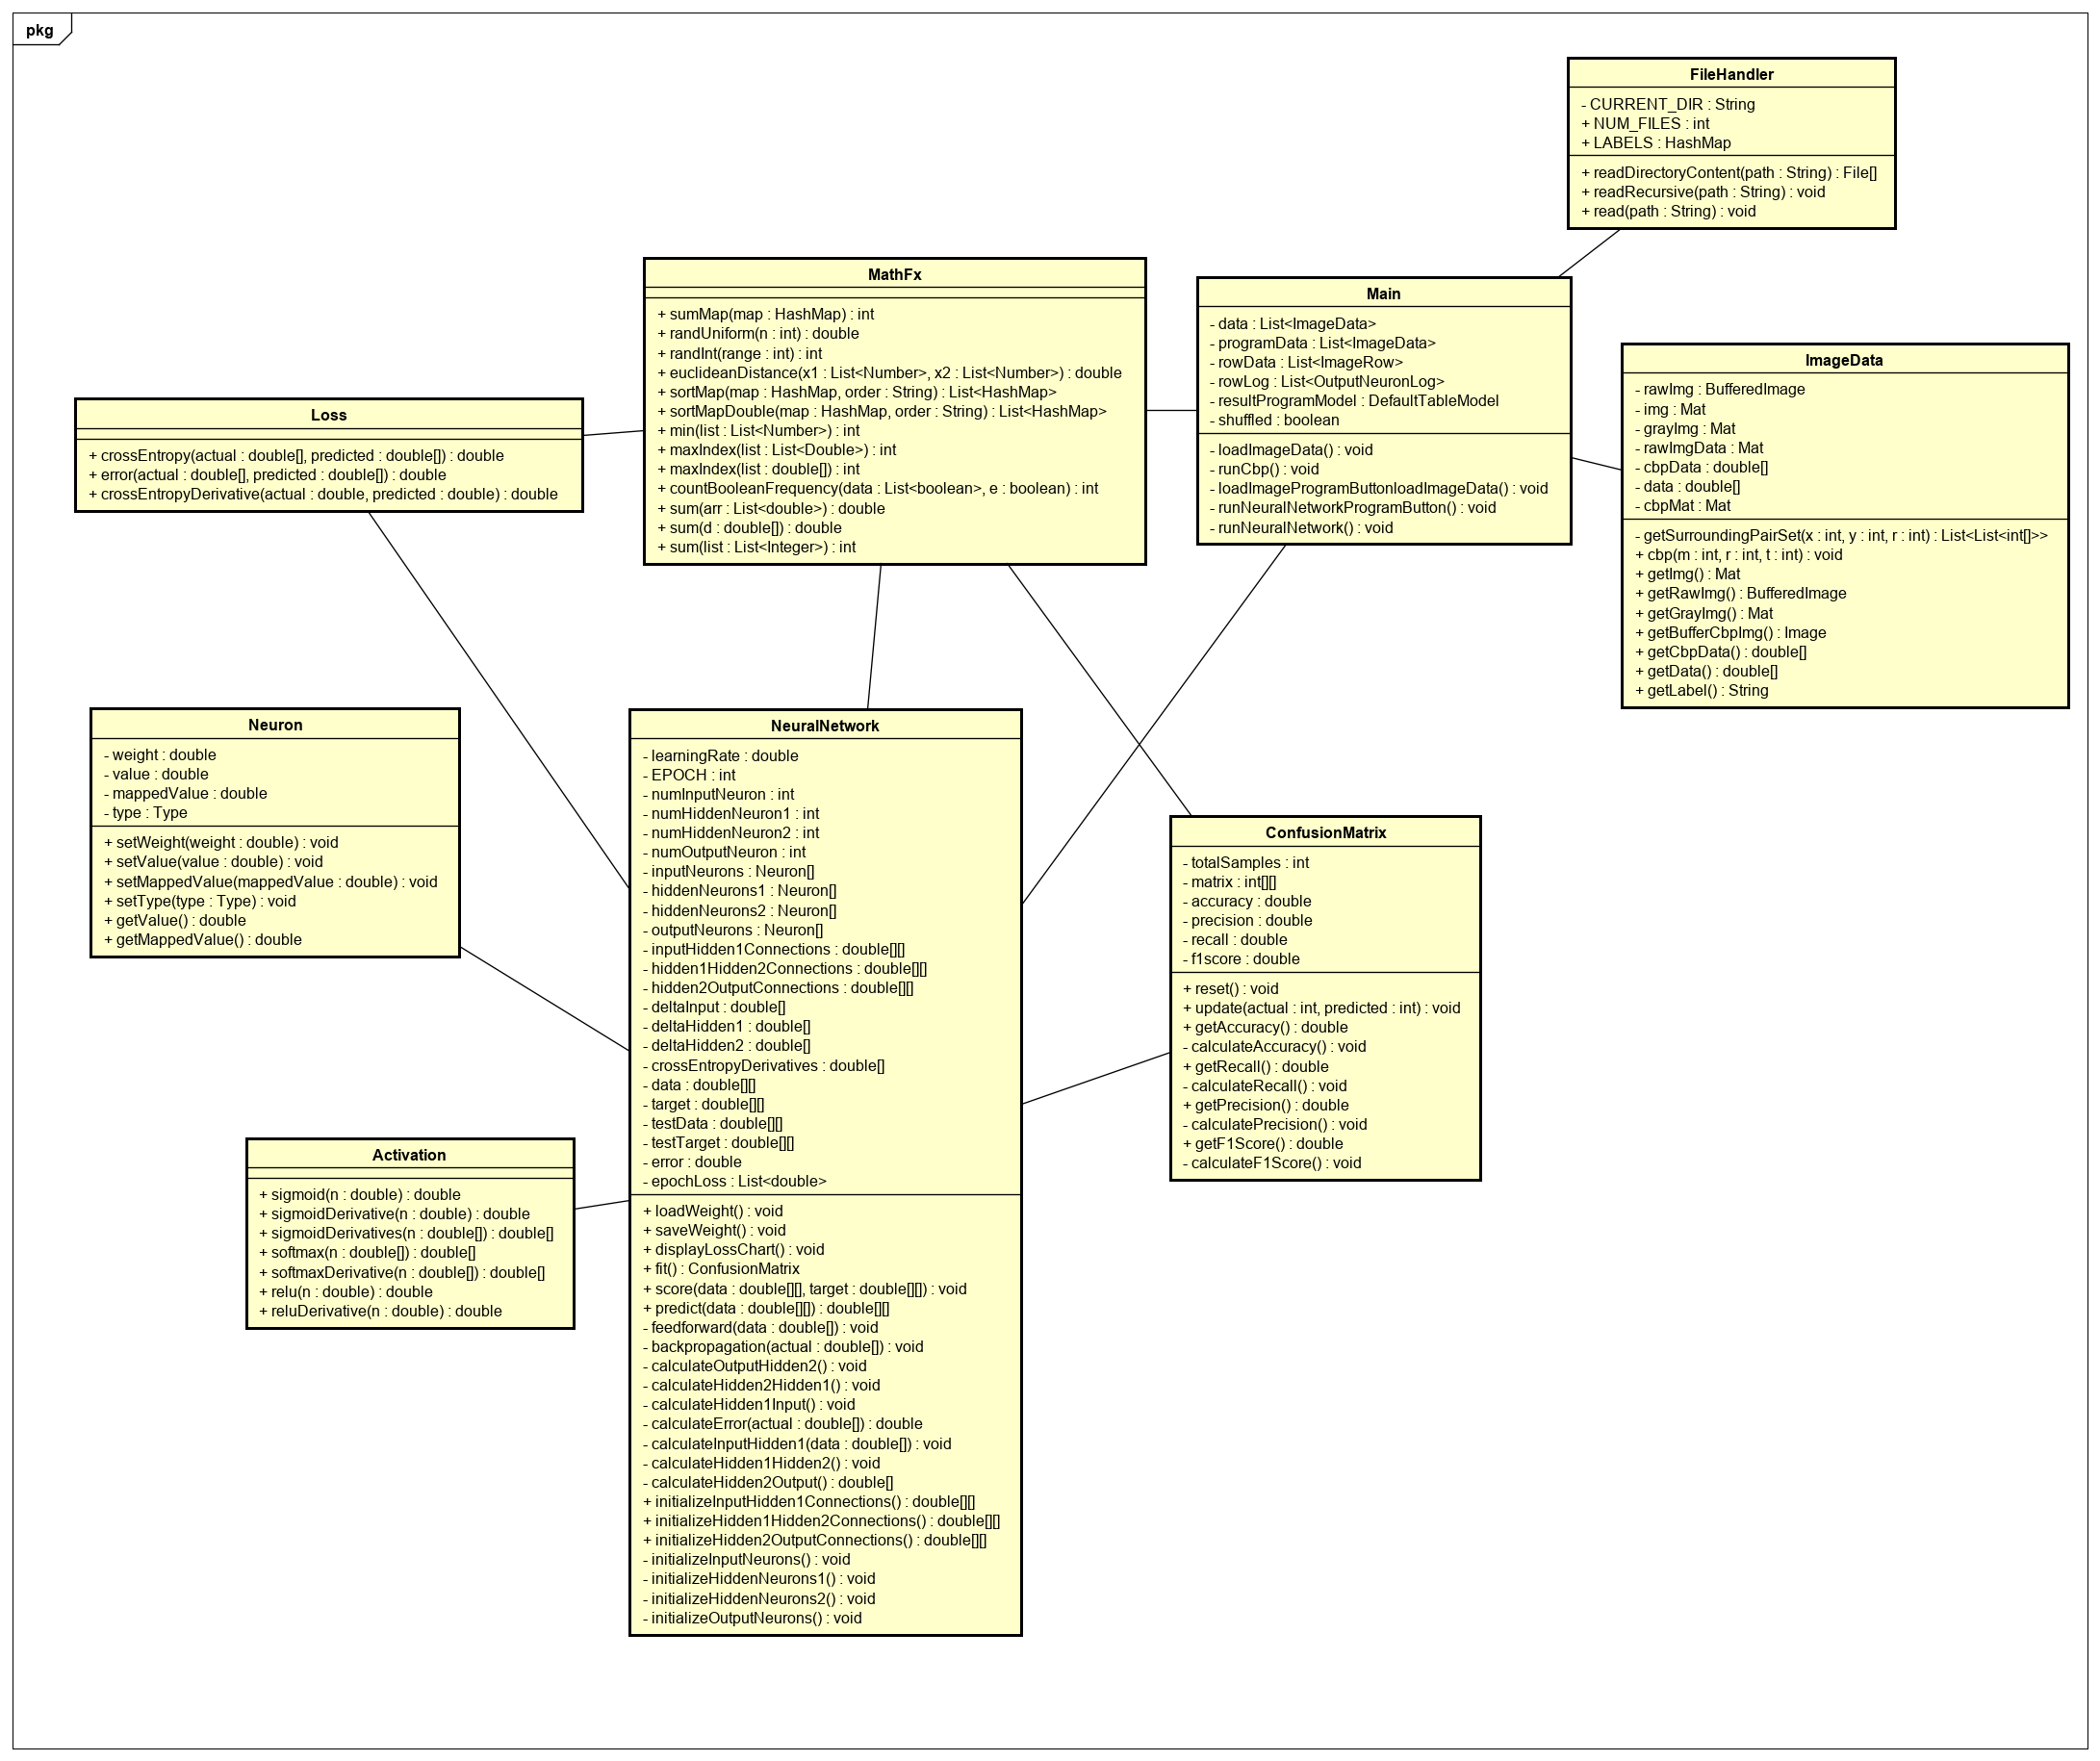 pkg
FileHandler
- CURRENT_DIR : String
+ NUM_FILES : int
+ LABELS : HashMap
+ readDirectoryContent(path : String) : File[]
+ readRecursive(path : String) : void
+ read(path : String) : void
MathFx
+ sumMap(map : HashMap) : int
+ randUniform(n : int) : double
+ randInt(range : int) : int
+ euclideanDistance(x1 : List<Number>, x2 : List<Number>) : double
+ sortMap(map : HashMap, order : String) : List<HashMap>
+ sortMapDouble(map : HashMap, order : String) : List<HashMap>
+ min(list : List<Number>) : int
+ maxIndex(list : List<Double>) : int
+ maxIndex(list : double[]) : int
+ countBooleanFrequency(data : List<boolean>, e : boolean) : int
+ sum(arr : List<double>) : double
+ sum(d : double[]) : double
+ sum(list : List<Integer>) : int
Main
- data : List<ImageData>
- programData : List<ImageData>
- rowData : List<ImageRow>
- rowLog : List<OutputNeuronLog>
- resultProgramModel : DefaultTableModel
- shuffled : boolean
- loadImageData() : void
- runCbp() : void
- loadImageProgramButtonloadImageData() : void
- runNeuralNetworkProgramButton() : void
- runNeuralNetwork() : void
ImageData
- rawImg : BufferedImage
- img : Mat
- grayImg : Mat
- rawImgData : Mat
- cbpData : double[]
- data : double[]
- cbpMat : Mat
- getSurroundingPairSet(x : int, y : int, r : int) : List<List<int[]>>
+ cbp(m : int, r : int, t : int) : void
+ getImg() : Mat
+ getRawImg() : BufferedImage
+ getGrayImg() : Mat
+ getBufferCbpImg() : Image
+ getCbpData() : double[]
+ getData() : double[]
+ getLabel() : String
Loss
+ crossEntropy(actual : double[], predicted : double[]) : double
+ error(actual : double[], predicted : double[]) : double
+ crossEntropyDerivative(actual : double, predicted : double) : double
Neuron
- weight : double
- value : double
- mappedValue : double
- type : Type
+ setWeight(weight : double) : void
+ setValue(value : double) : void
+ setMappedValue(mappedValue : double) : void
+ setType(type : Type) : void
+ getValue() : double
+ getMappedValue() : double
NeuralNetwork
- learningRate : double
- EPOCH : int
- numInputNeuron : int
- numHiddenNeuron1 : int
- numHiddenNeuron2 : int
- numOutputNeuron : int
- inputNeurons : Neuron[]
- hiddenNeurons1 : Neuron[]
- hiddenNeurons2 : Neuron[]
- outputNeurons : Neuron[]
- inputHidden1Connections : double[][]
- hidden1Hidden2Connections : double[][]
- hidden2OutputConnections : double[][]
- deltaInput : double[]
- deltaHidden1 : double[]
- deltaHidden2 : double[]
- crossEntropyDerivatives : double[]
- data : double[][]
- target : double[][]
- testData : double[][]
- testTarget : double[][]
- error : double
- epochLoss : List<double>
+ loadWeight() : void
+ saveWeight() : void
+ displayLossChart() : void
+ fit() : ConfusionMatrix
+ score(data : double[][], target : double[][]) : void
+ predict(data : double[][]) : double[][]
- feedforward(data : double[]) : void
- backpropagation(actual : double[]) : void
- calculateOutputHidden2() : void
- calculateHidden2Hidden1() : void
- calculateHidden1Input() : void
- calculateError(actual : double[]) : double
- calculateInputHidden1(data : double[]) : void
- calculateHidden1Hidden2() : void
- calculateHidden2Output() : double[]
+ initializeInputHidden1Connections() : double[][]
+ initializeHidden1Hidden2Connections() : double[][]
+ initializeHidden2OutputConnections() : double[][]
- initializeInputNeurons() : void
- initializeHiddenNeurons1() : void
- initializeHiddenNeurons2() : void
- initializeOutputNeurons() : void
ConfusionMatrix
- totalSamples : int
- matrix : int[][]
- accuracy : double
- precision : double
- recall : double
- f1score : double
+ reset() : void
+ update(actual : int, predicted : int) : void
+ getAccuracy() : double
- calculateAccuracy() : void
+ getRecall() : double
- calculateRecall() : void
+ getPrecision() : double
- calculatePrecision() : void
+ getF1Score() : double
- calculateF1Score() : void
Activation
+ sigmoid(n : double) : double
+ sigmoidDerivative(n : double) : double
+ sigmoidDerivatives(n : double[]) : double[]
+ softmax(n : double[]) : double[]
+ softmaxDerivative(n : double[]) : double[]
+ relu(n : double) : double
+ reluDerivative(n : double) : double